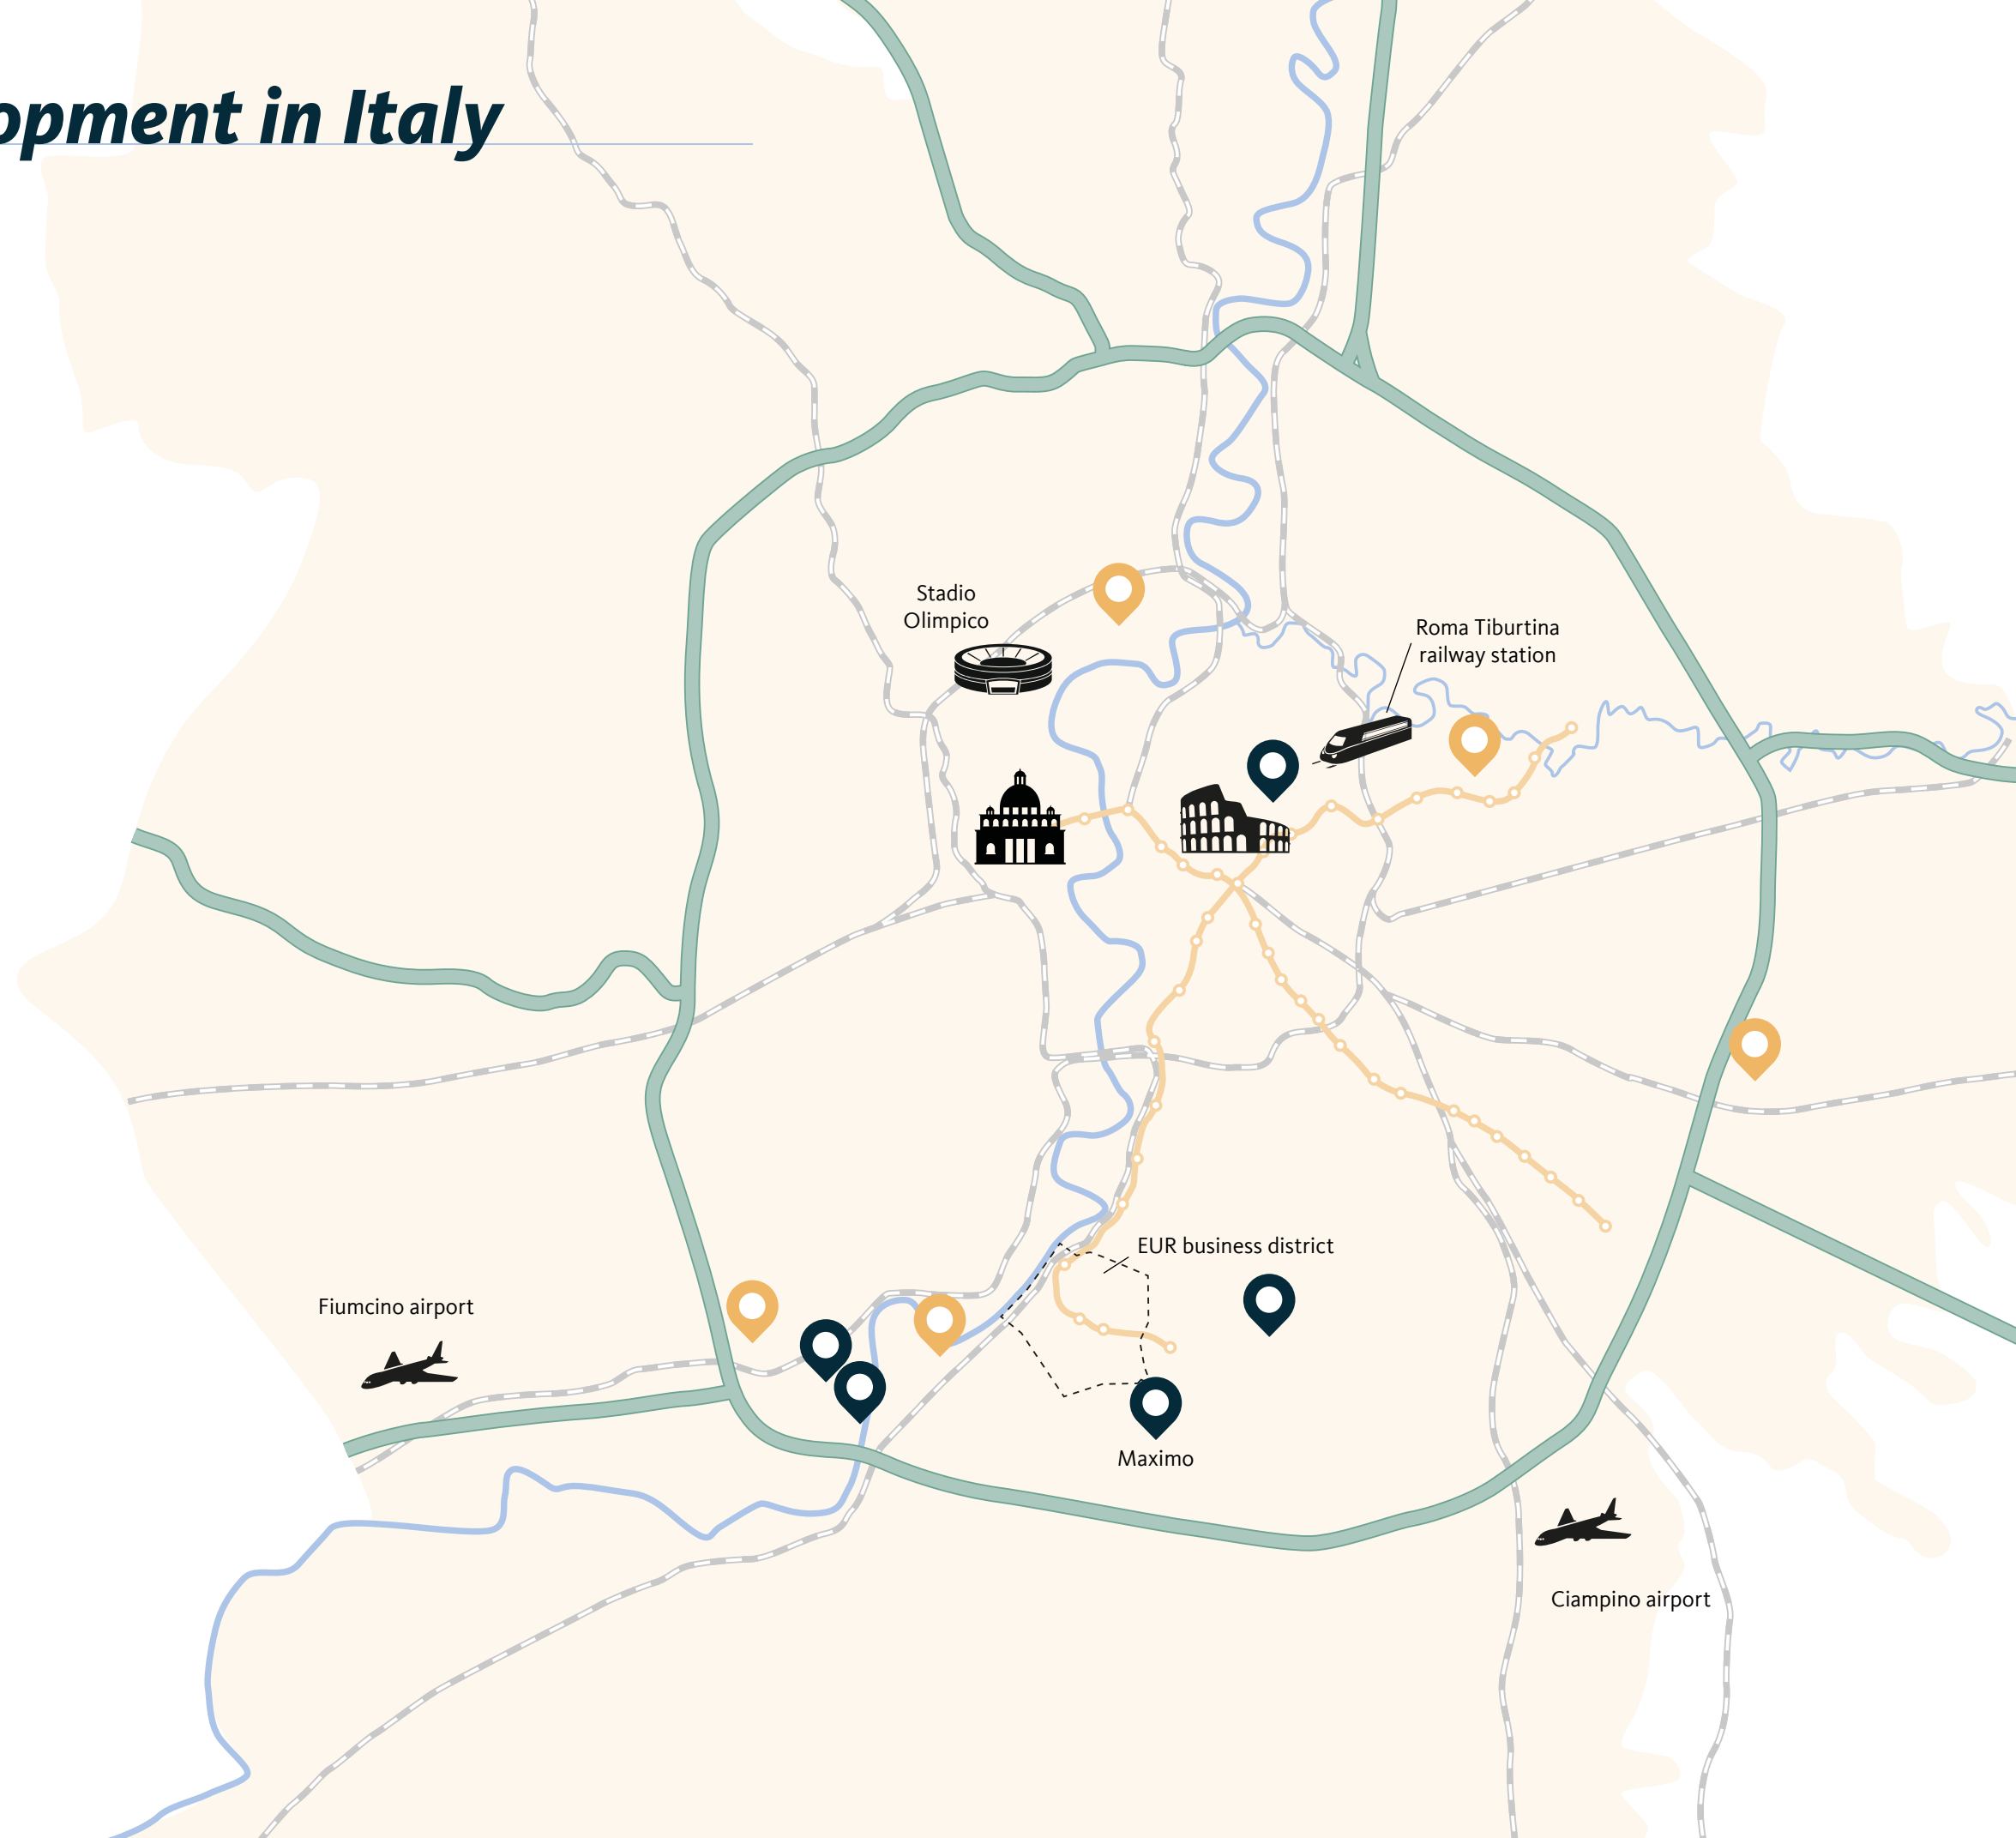 opment in Italy
Stadio
Olimpico
Roma Tiburtina
railway station
EUR business district
Fiumcino airport
Maximo
Ciampino airport